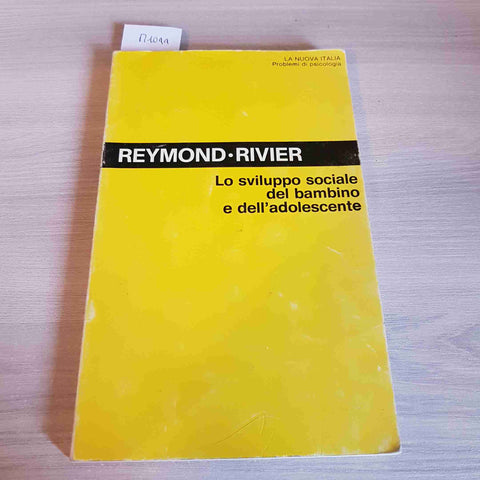 LA NUOVA ITALIA
Problemi di psicologia
REYMOND·RIVIER
Lo sviluppo sociale
del bambino
e dell'adolescente